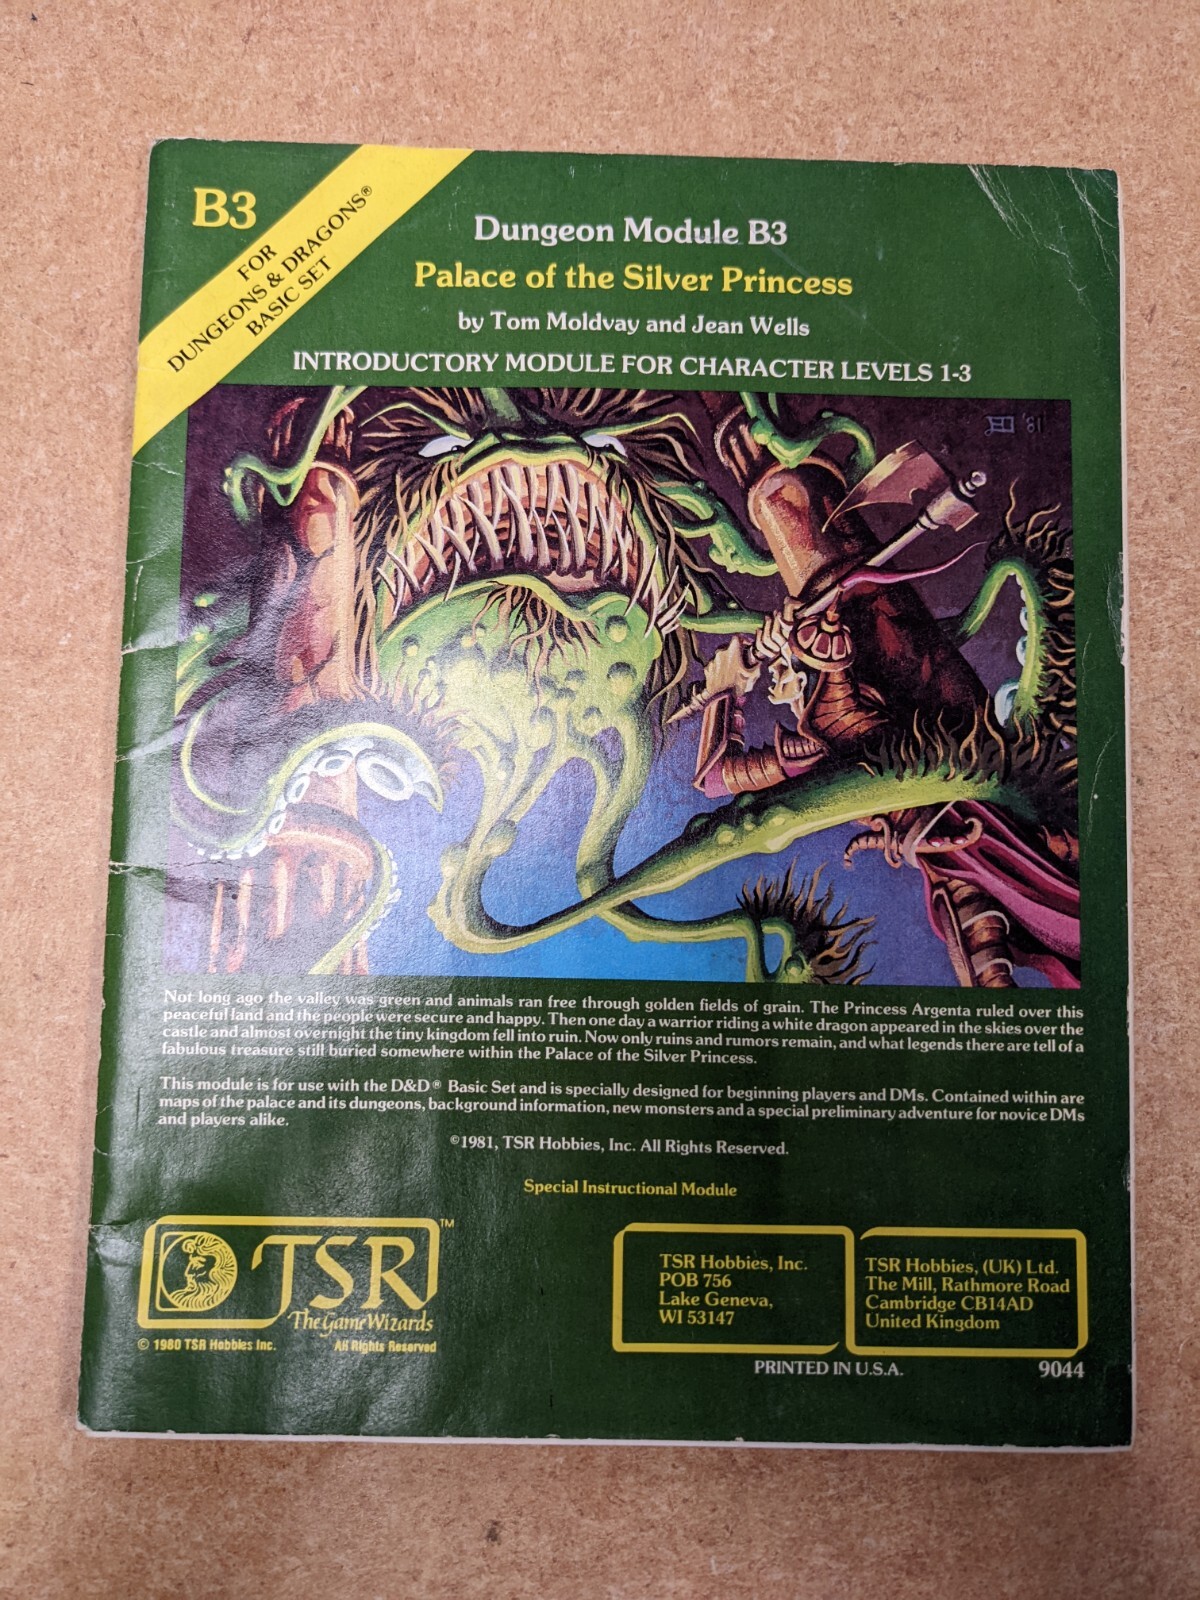 B3
FOR
DUNGEONS & DRAGONS®
BASIC SET
Dungeon Module B3
Palace of the Silver Princess
by Tom Moldvay and Jean Wells
INTRODUCTORY MODULE FOR CHARACTER LEVELS 1-3
'81
Not long ago the valley was green and animals ran free through golden fields of grain. The Princess Argenta ruled over this
peaceful land and the people were secure and happy. Then one day a warrior riding a white dragon appeared in the skies over the
castle and almost overnight the tiny kingdom fell into ruin. Now only ruins and rumors remain, and what legends there are tell of a
fabulous treasure still buried somewhere within the Palace of the Silver Princess.
This module is for use with the D&D® Basic Set and is specially designed for beginning players and DMs. Contained within are
maps of the palace and its dungeons, background information, new monsters and a special preliminary adventure for novice DMs
and players alike.
©1981, TSR Hobbies, Inc. All Rights Reserved.
Special Instructional Module
TSR™
The Game Wizards
© 1980 TSR Hobbies Inc. All Rights Reserved
TSR Hobbies, Inc.
POB 756
Lake Geneva,
WI 53147
TSR Hobbies, (UK) Ltd.
The Mill, Rathmore Road
Cambridge CB14AD
United Kingdom
PRINTED IN U.S.A.
9044